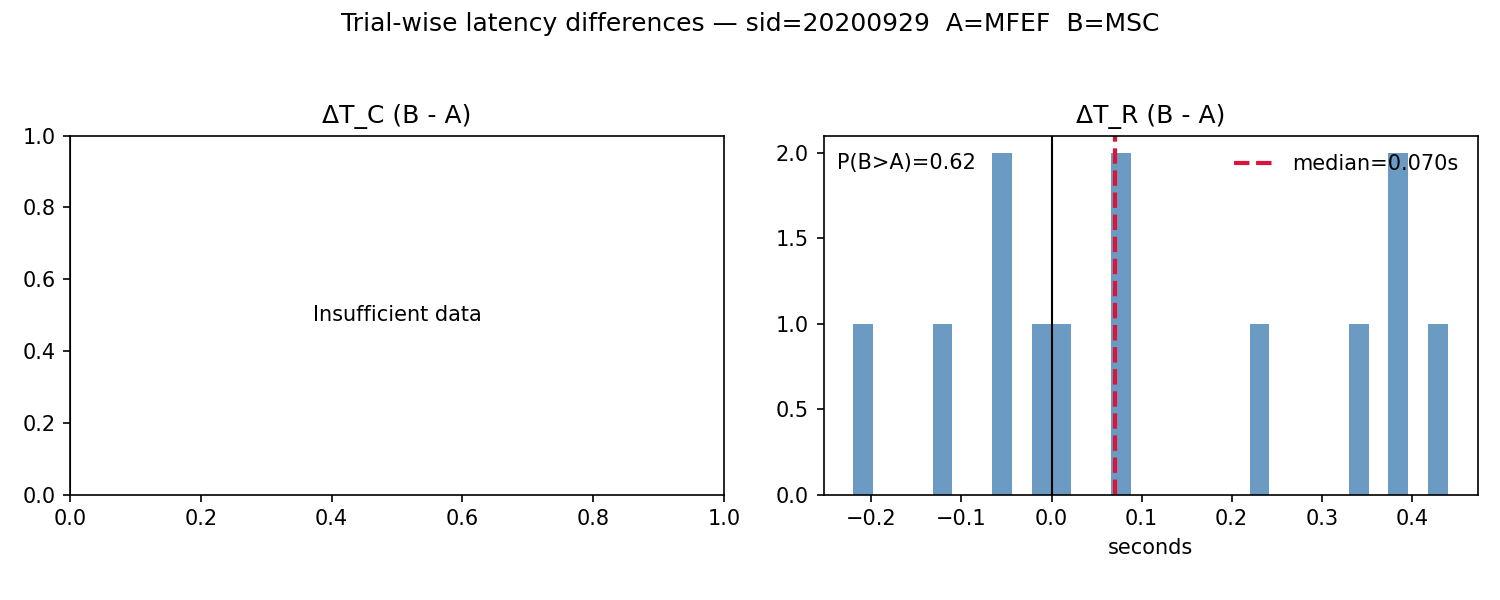 Trial-wise latency differences — sid=20200929  A=MFEF  B=MSC
ΔT_C (B - A)
1.0
0.8
0.6
0.4
0.2
0.0
Insufficient data
0.0 0.2 0.4 0.6 0.8 1.0
ΔT_R (B - A)
2.0
1.5
1.0
0.5
0.0
P(B>A)=0.62
median=0.070s
−0.2 −0.1 0.0 0.1 0.2 0.3 0.4
seconds